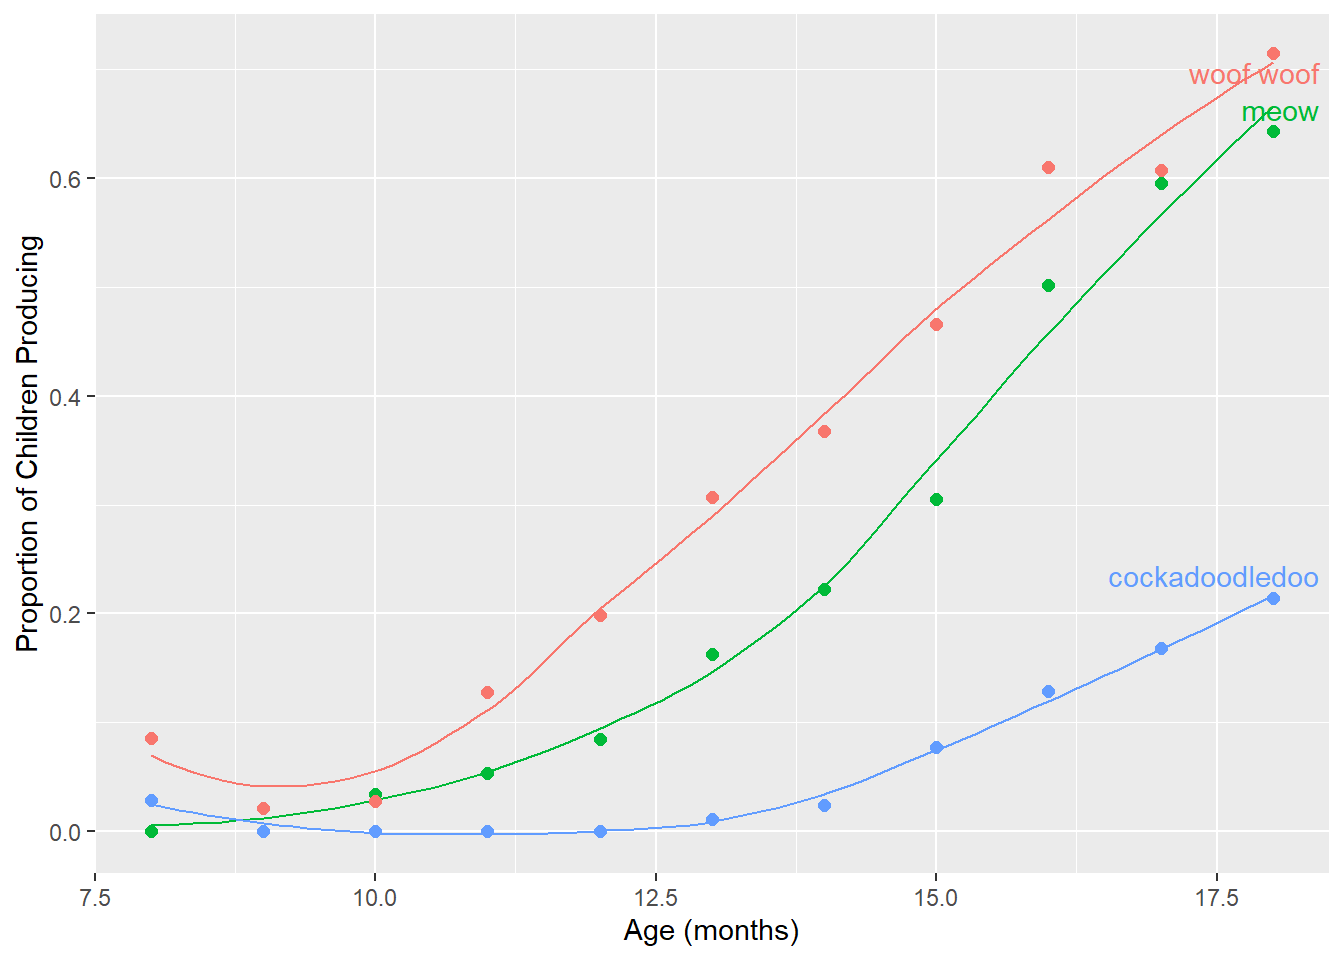 woof woof
meow
0.6
0.4
cockadoodledoo
0.2
0.0
Proportion of Children Producing
7.5 10.0 12.5 15.0 17.5
Age (months)